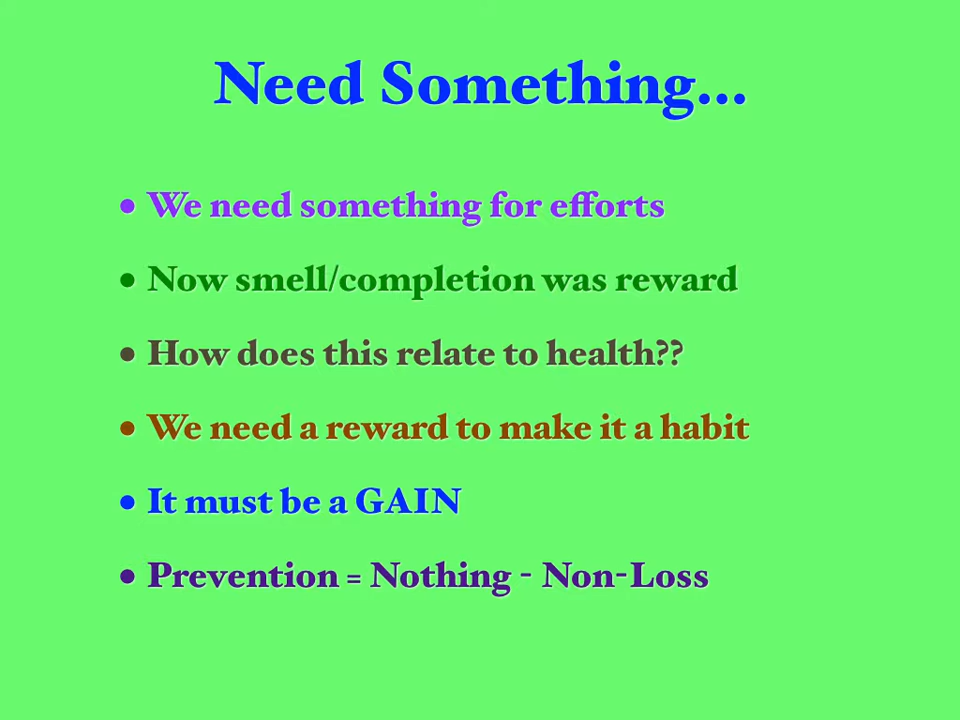 Need Something...
• We need something for efforts
• Now smell/completion was reward
• How does this relate to health??
• We need a reward to make it a habit
• It must be a GAIN
• Prevention = Nothing - Non-Loss